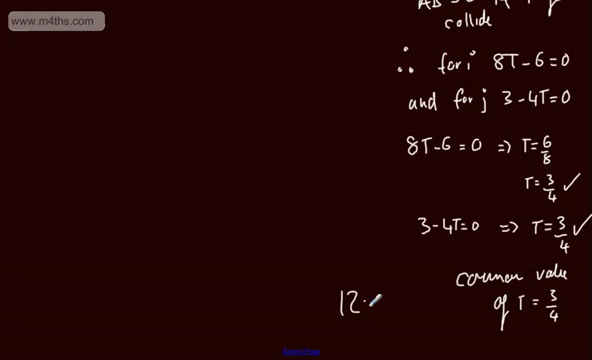 www.m4ths.com
collide
∴ for i 8T-6=0
and for j 3-4T=0
8T-6=0 => T=6/8
T=3/4 ✓
3-4T=0 => T=3/4 ✓
common value
of T=3/4
12.